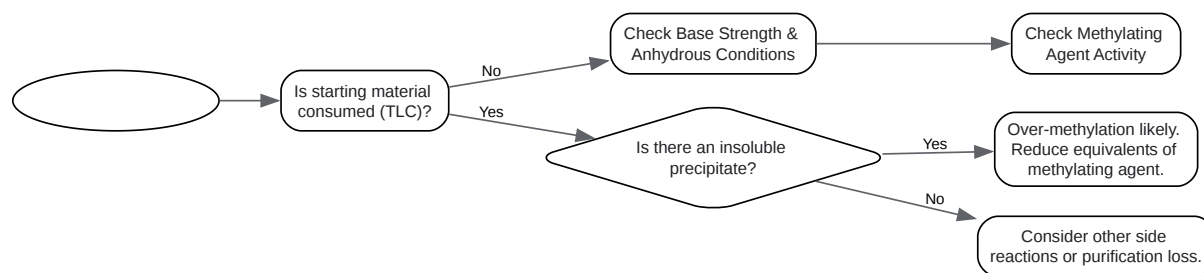 Is starting material
consumed (TLC)?
No
Yes
Check Base Strength &
Anhydrous Conditions
Check Methylating
Agent Activity
Is there an insoluble
precipitate?
Yes
No
Over-methylation likely.
Reduce equivalents of
methylating agent.
Consider other side
reactions or purification loss.